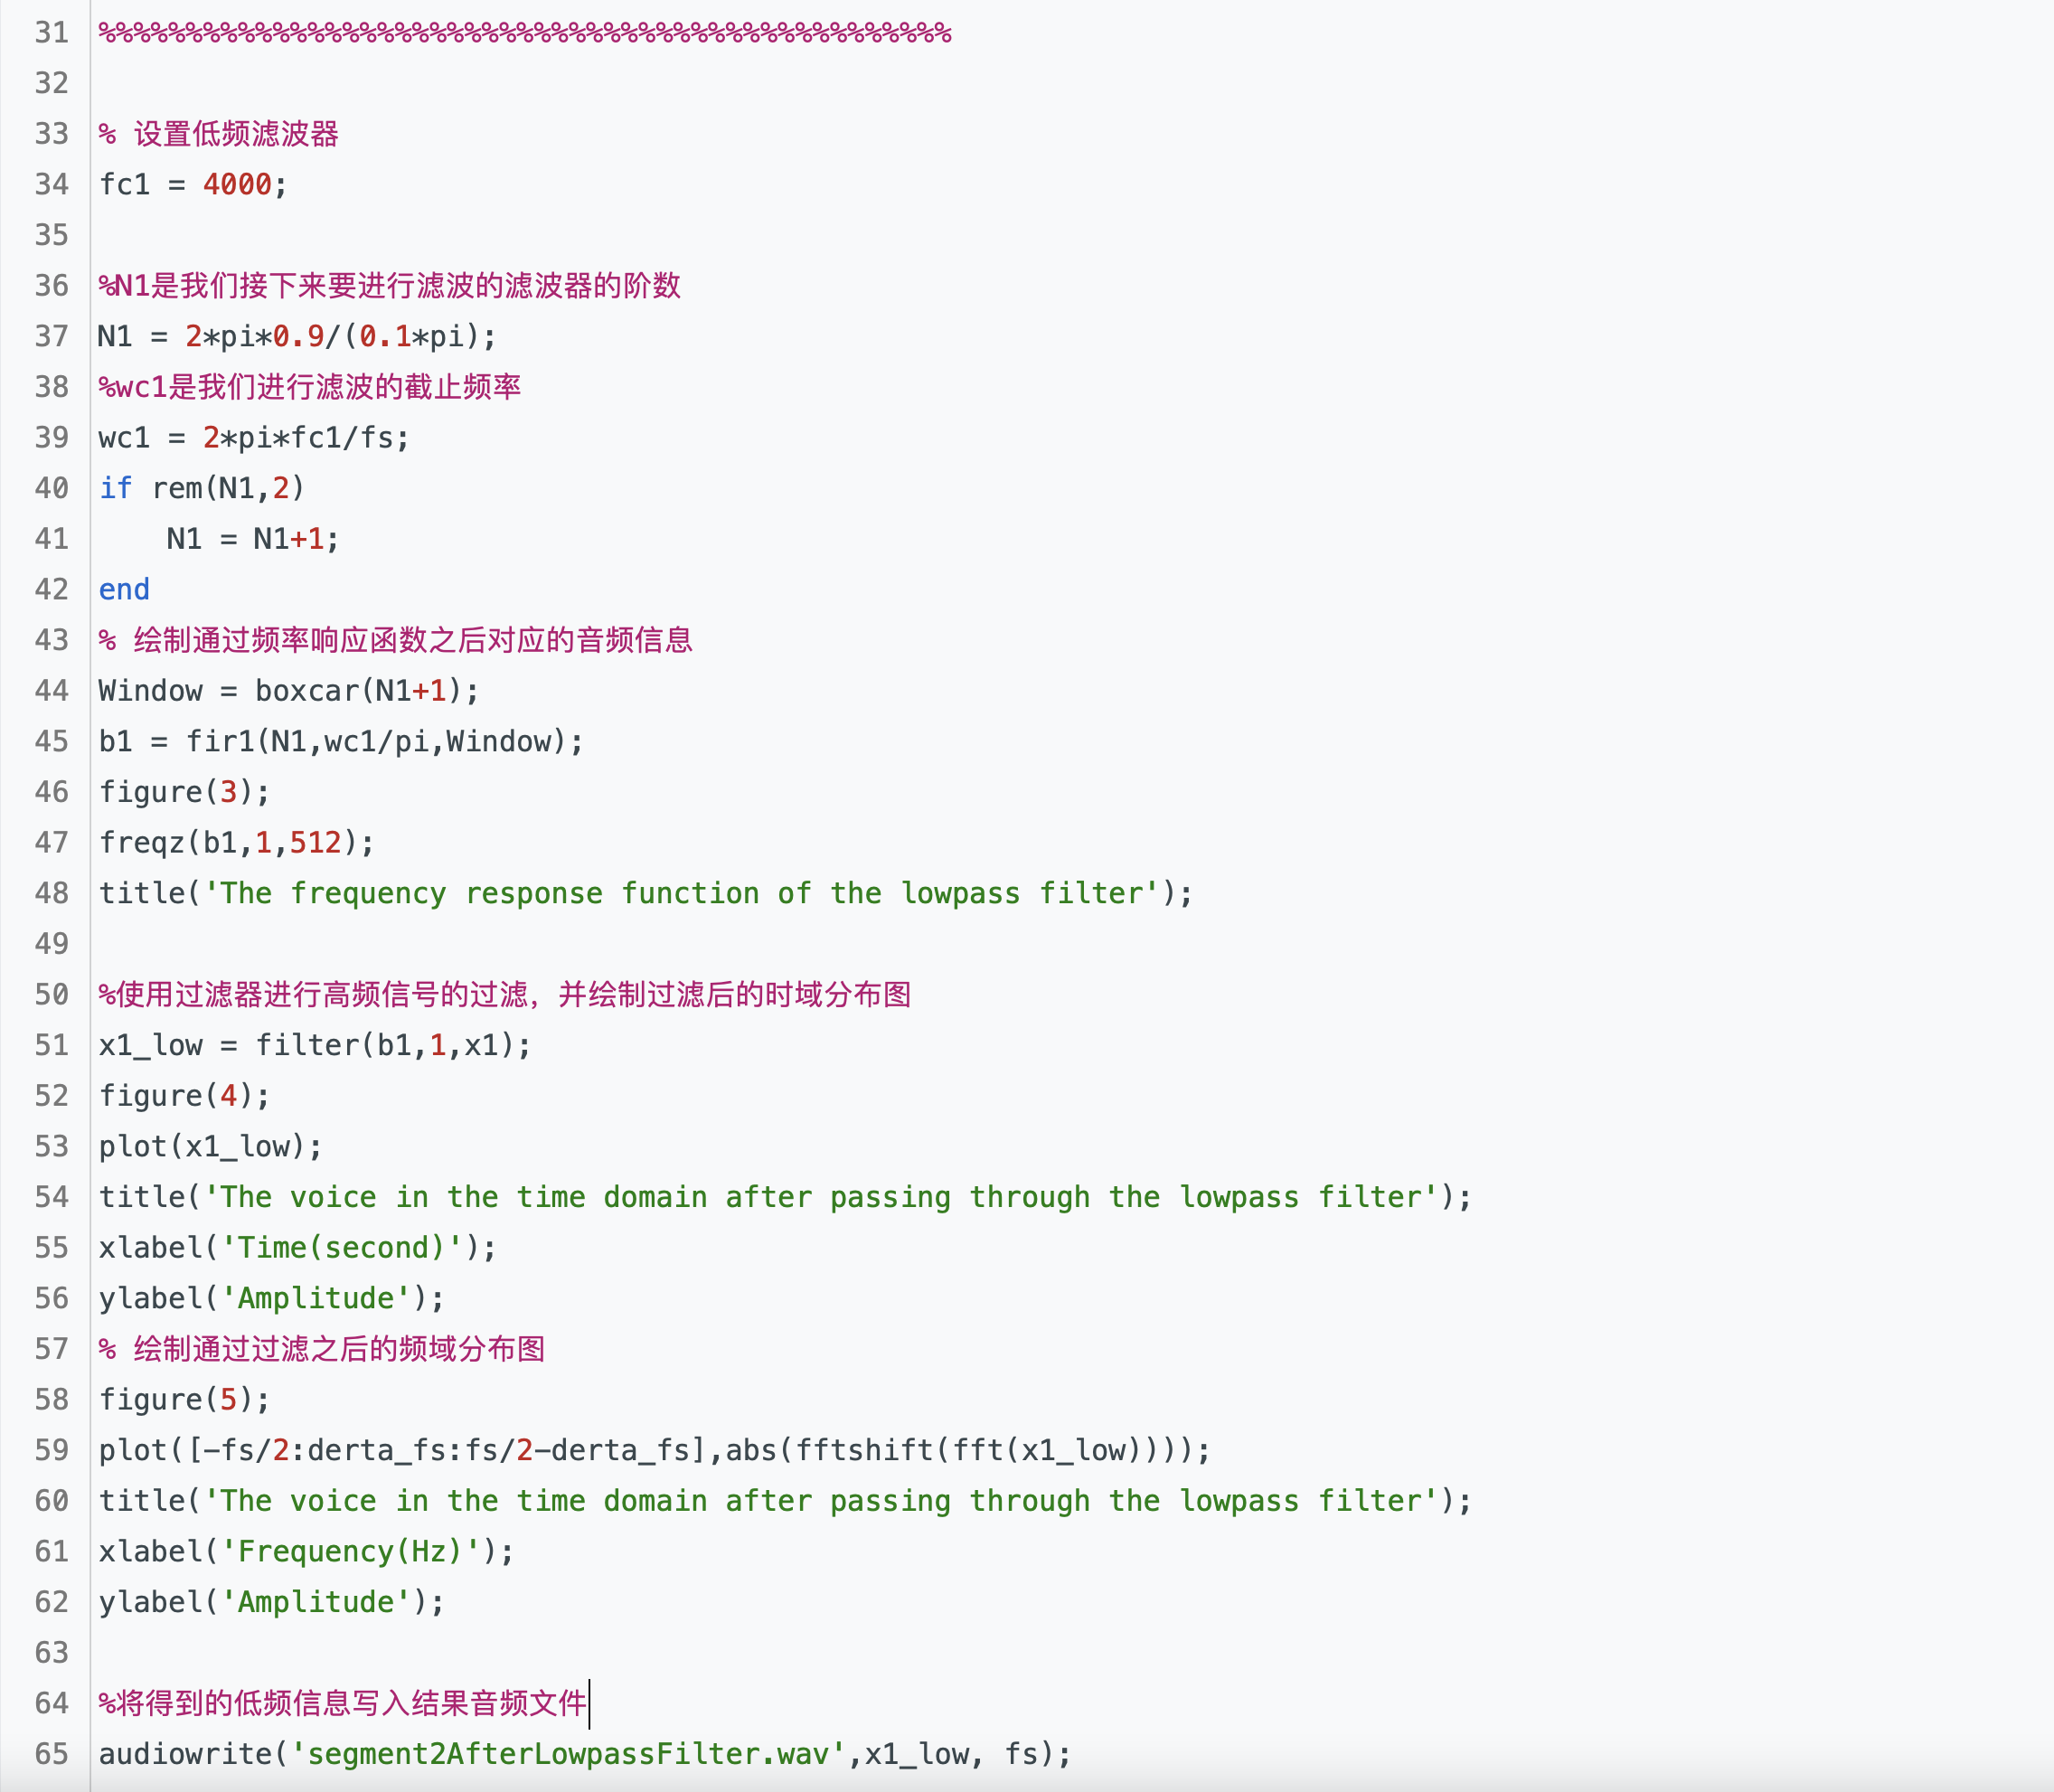 31 %%%%%%%%%%%%%%%%%%%%%%%%%%%%%%%%%%%%%%%%%%%%%%%%%
32
33 % 设置低频滤波器
34 fc1 = 4000;
35
36 %N1是我们接下来要进行滤波的滤波器的阶数
37 N1 = 2*pi*0.9/(0.1*pi);
38 %wc1是我们进行滤波的截止频率
39 wc1 = 2*pi*fc1/fs;
40 if rem(N1,2)
41     N1 = N1+1;
42 end
43 % 绘制通过频率响应函数之后对应的音频信息
44 Window = boxcar(N1+1);
45 b1 = fir1(N1,wc1/pi,Window);
46 figure(3);
47 freqz(b1,1,512);
48 title('The frequency response function of the lowpass filter');
49
50 %使用过滤器进行高频信号的过滤，并绘制过滤后的时域分布图
51 x1_low = filter(b1,1,x1);
52 figure(4);
53 plot(x1_low);
54 title('The voice in the time domain after passing through the lowpass filter');
55 xlabel('Time(second)');
56 ylabel('Amplitude');
57 % 绘制通过过滤之后的频域分布图
58 figure(5);
59 plot([-fs/2:derta_fs:fs/2-derta_fs],abs(fftshift(fft(x1_low))));
60 title('The voice in the time domain after passing through the lowpass filter');
61 xlabel('Frequency(Hz)');
62 ylabel('Amplitude');
63
64 %将得到的低频信息写入结果音频文件
65 audiowrite('segment2AfterLowpassFilter.wav',x1_low, fs);